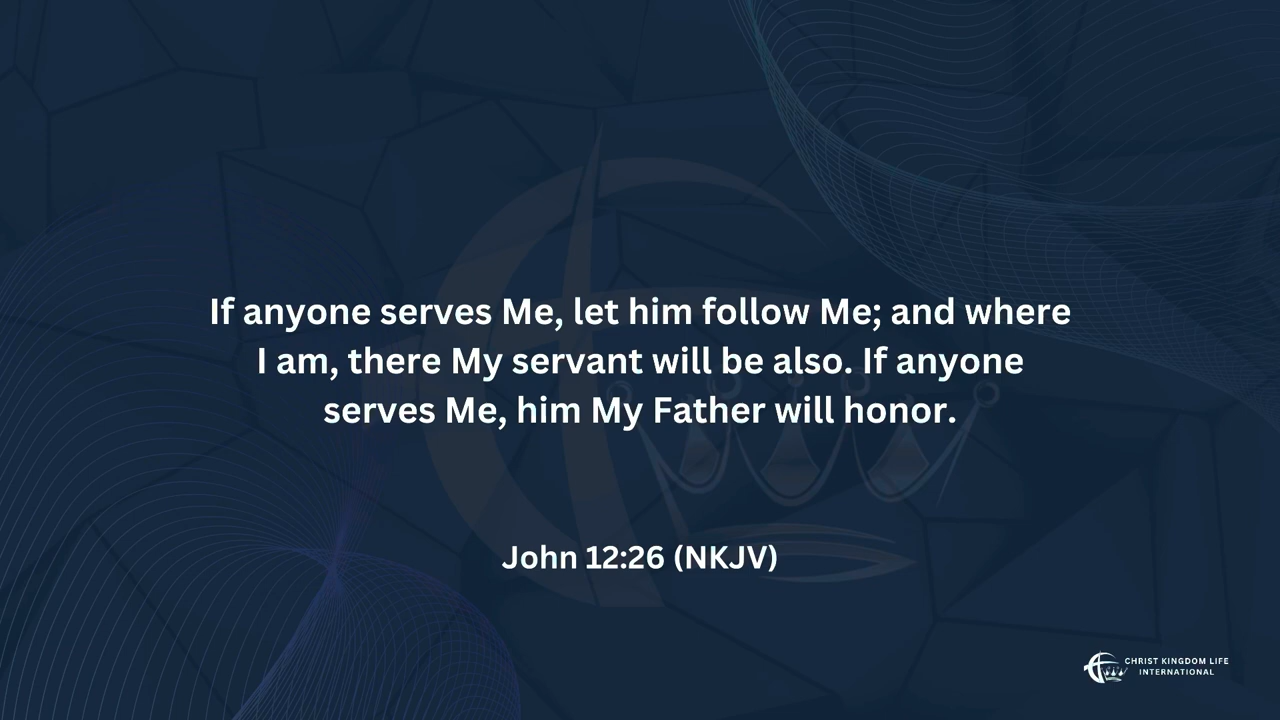 If anyone serves Me, let him follow Me; and where
I am, there My servant will be also. If anyone
serves Me, him My Father will honor.
John 12:26 (NKJV)
CHRIST KINGDOM LIFE
INTERNATIONAL